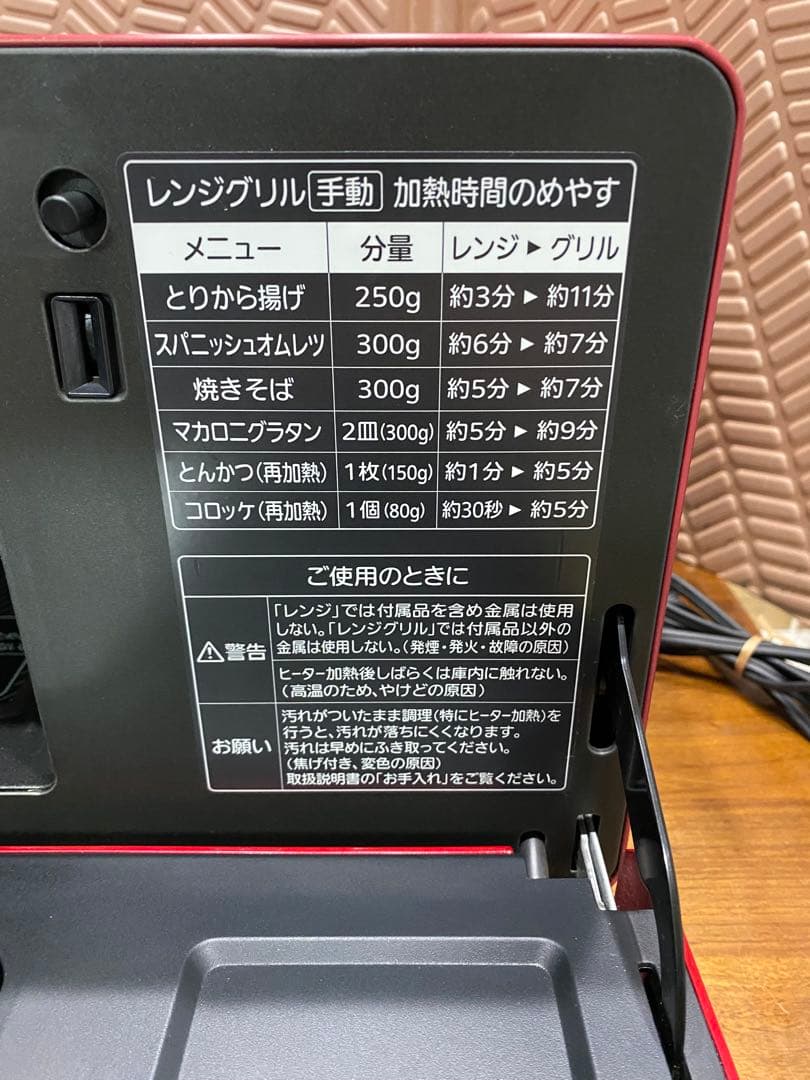 レンジグリル 手動 加熱時間のめやす
メニュー 分量 レンジ▶グリル
とりから揚げ 250g 約3分▶約11分
スパニッシュオムレツ 300g 約6分▶約7分
焼きそば 300g 約5分▶約7分
マカロニグラタン 2皿(300g) 約5分▶約9分
とんかつ(再加熱) 1枚(150g) 約1分▶約5分
コロッケ(再加熱) 1個(80g) 約30秒▶約5分
ご使用のときに
⚠警告
「レンジ」では付属品を含め金属は使用
しない。「レンジグリル」では付属品以外の
金属は使用しない。(発煙・発火・故障の原因)
ヒーター加熱後しばらくは庫内に触れない。
(高温のため、やけどの原因)
お願い
汚れがついたまま調理(特にヒーター加熱)を
行うと、汚れが落ちにくくなります。
汚れは早めにふき取ってください。
(焦げ付き、変色の原因)
取扱説明書の「お手入れ」をご覧ください。